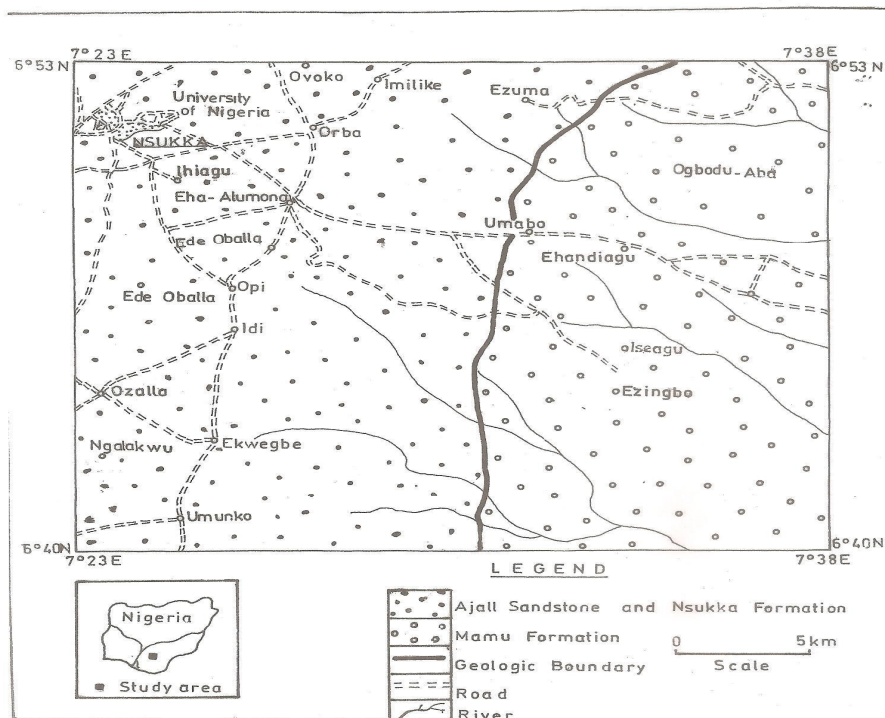 7° 23 E
7° 38 E
6° 53 N
6° 53 N
Ovoko
Imilike
University
of Nigeria
Ezuma
NSUKKA
Orba
Ihiagu
Ogbodu-Aba
Eha-Alumona
Umabo
Ede Oballa
Ehandiagu
Ede Oballa
Opi
Idi
Iseagu
Ozalla
Ezingbo
Ngalakwu
Ekwegbe
Umunko
6° 40 N
6° 40 N
7° 23 E
7° 38 E
LEGEND
Nigeria
Study area
Ajall Sandstone and Nsukka Formation
Mamu Formation
Geologic Boundary
Road
River
0 5 km
Scale